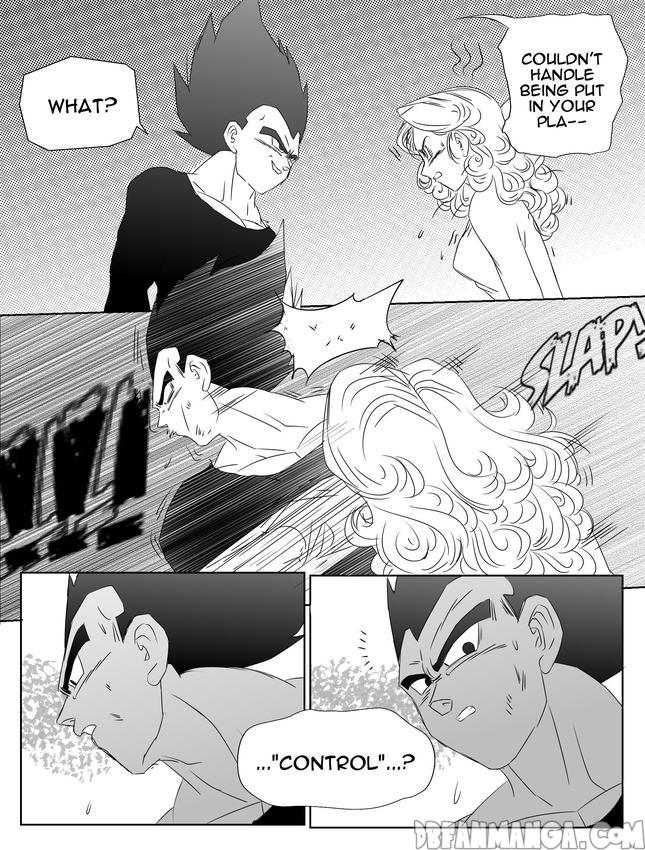 WHAT?
COULDN'T
HANDLE
BEING PUT
IN YOUR
PLA--
SLAP!
..."CONTROL"...?
DBFANMANGA.COM